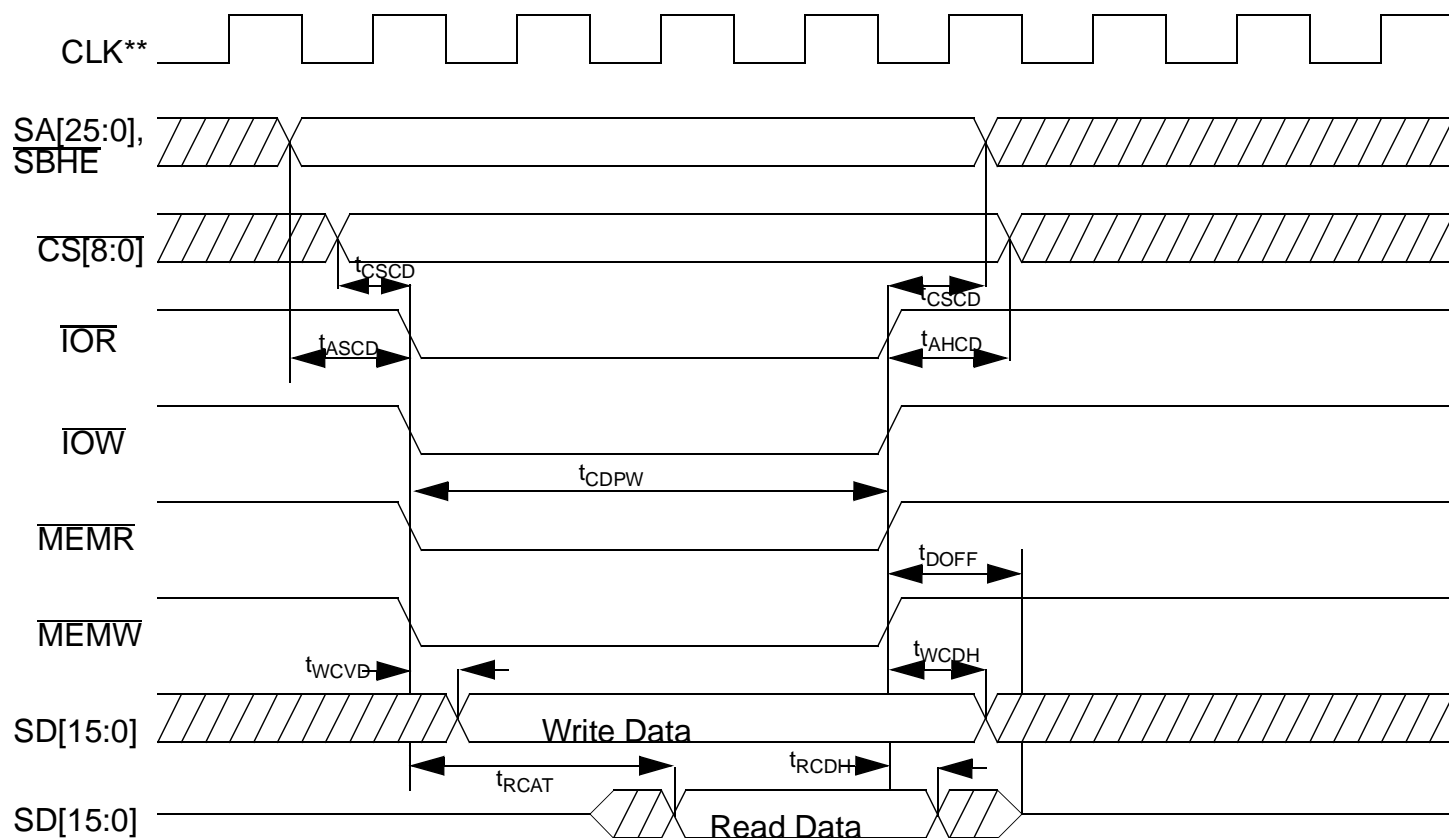 CLK**
SA[25:0],
SBHE
CS[8:0]
tCSCD
tCSCD
IOR
tASCD
tAHCD
IOW
tCDPW
MEMR
tDOFF
MEMW
tWCVD
tWCDH
SD[15:0]
Write Data
tRCAT
tRCDH
SD[15:0]
Read Data